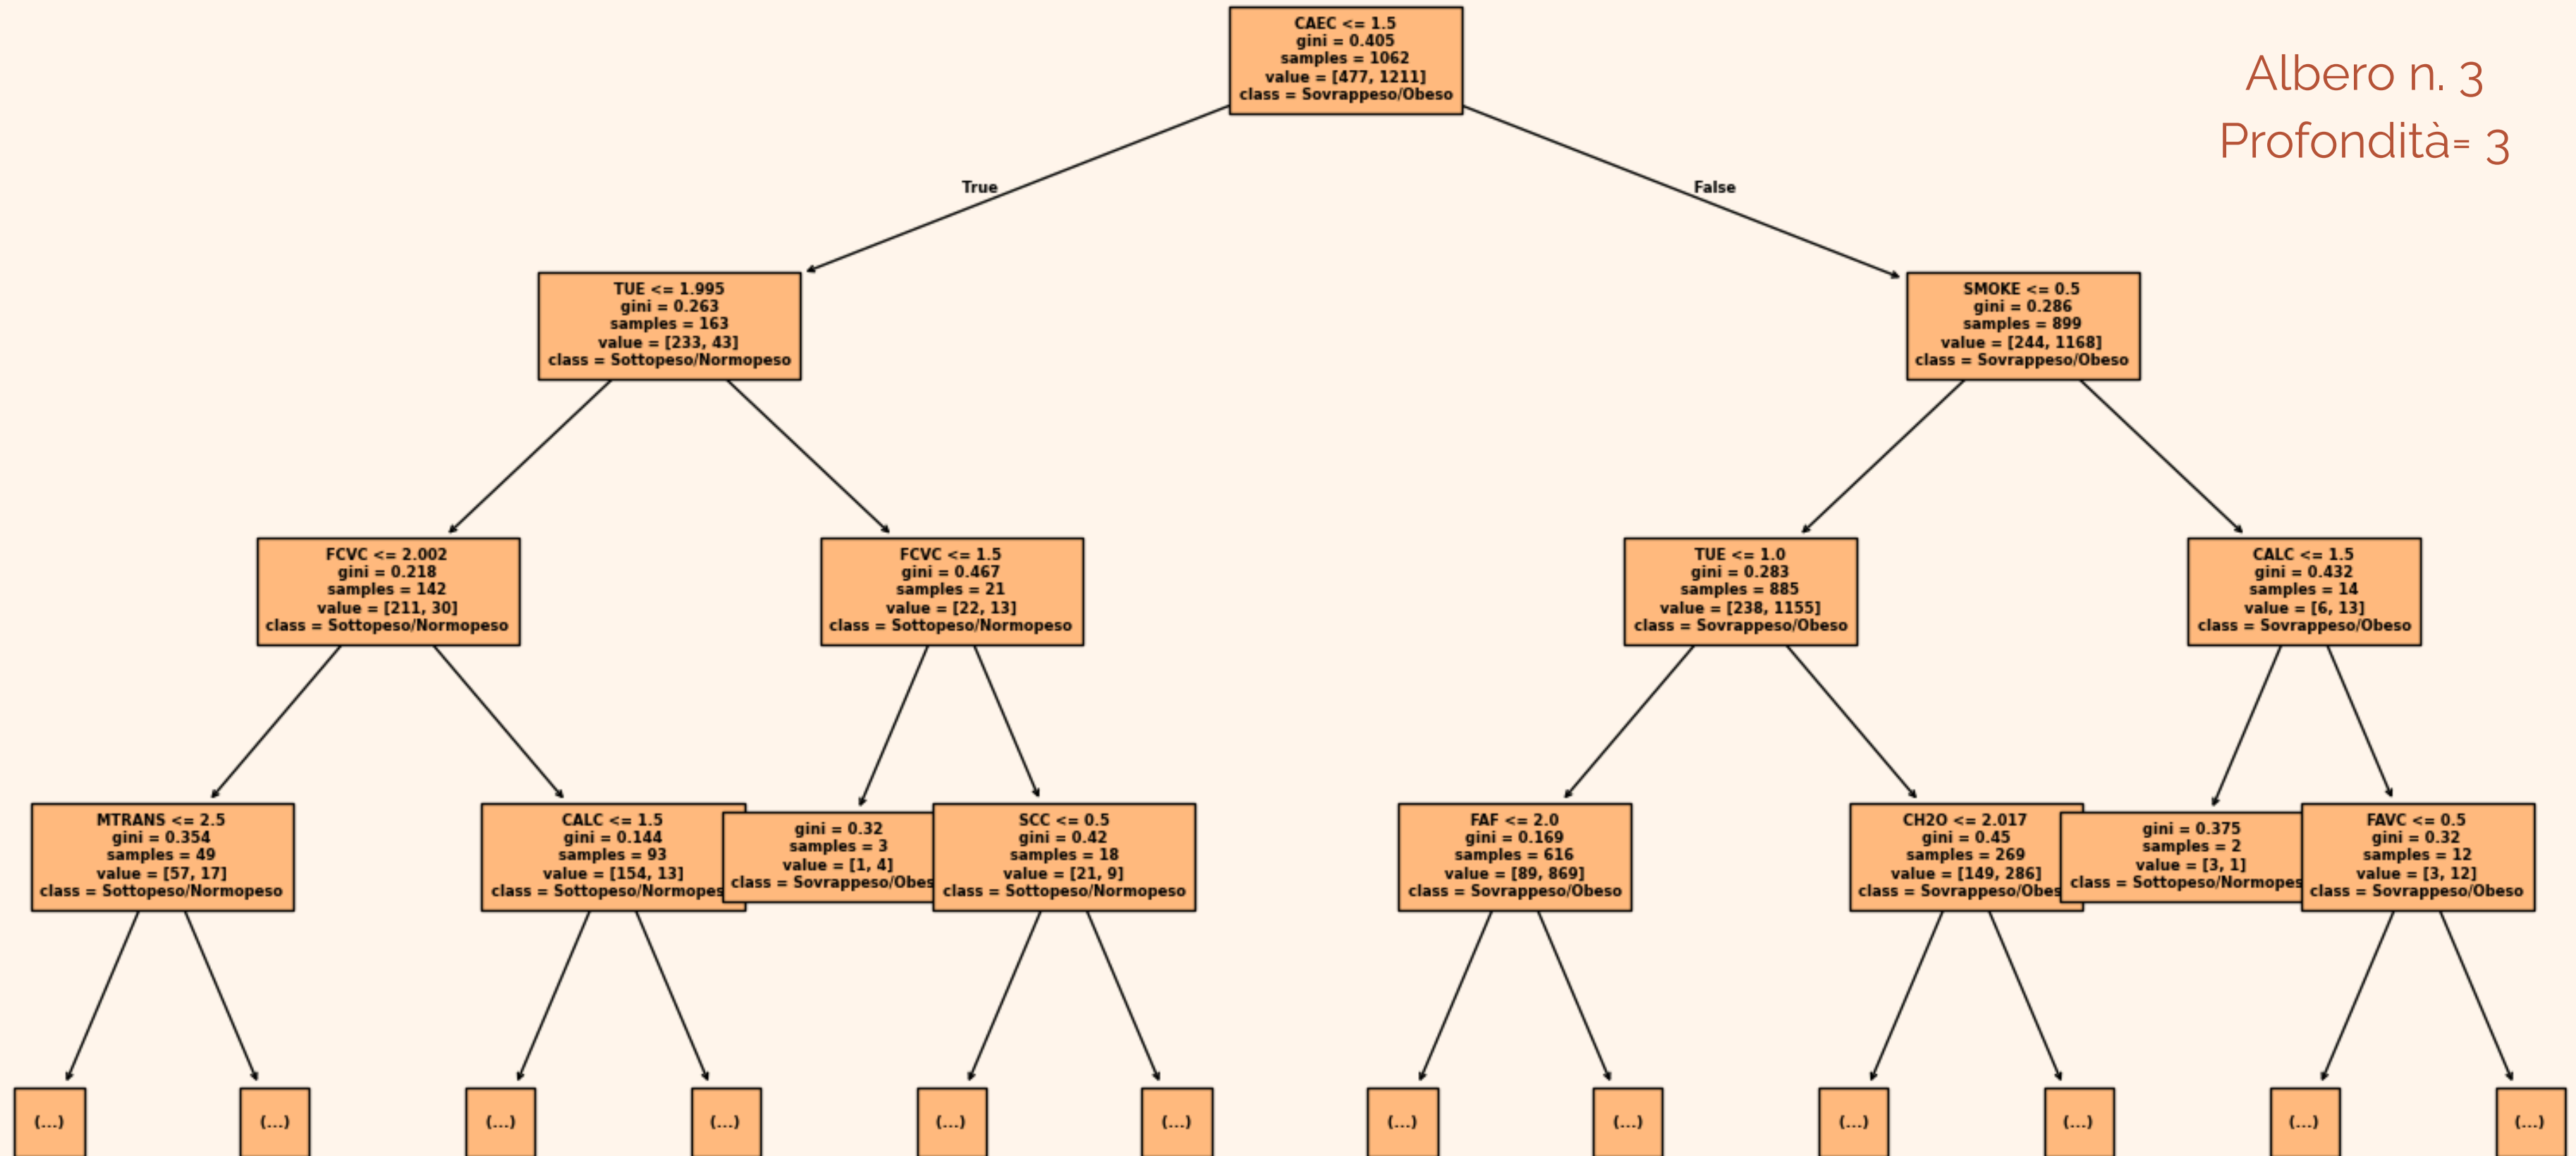 CAEC <= 1.5
gini = 0.405
samples = 1062
value = [477, 1211]
class = Sovrappeso/Obeso
Albero n. 3
Profondità= 3
True
False
TUE <= 1.995
gini = 0.263
samples = 163
value = [233, 43]
class = Sottopeso/Normopeso
SMOKE <= 0.5
gini = 0.286
samples = 899
value = [244, 1168]
class = Sovrappeso/Obeso
FCVC <= 2.002
gini = 0.218
samples = 142
value = [211, 30]
class = Sottopeso/Normopeso
FCVC <= 1.5
gini = 0.467
samples = 21
value = [22, 13]
class = Sottopeso/Normopeso
TUE <= 1.0
gini = 0.283
samples = 885
value = [238, 1155]
class = Sovrappeso/Obeso
CALC <= 1.5
gini = 0.432
samples = 14
value = [6, 13]
class = Sovrappeso/Obeso
MTRANS <= 2.5
gini = 0.354
samples = 49
value = [57, 17]
class = Sottopeso/Normopeso
CALC <= 1.5
gini = 0.144
samples = 93
value = [154, 13]
class = Sottopeso/Normopes
gini = 0.32
samples = 3
value = [1, 4]
class = Sovrappeso/Obes
SCC <= 0.5
gini = 0.42
samples = 18
value = [21, 9]
class = Sottopeso/Normopeso
FAF <= 2.0
gini = 0.169
samples = 616
value = [89, 869]
class = Sovrappeso/Obeso
CH2O <= 2.017
gini = 0.45
samples = 269
value = [149, 286]
class = Sovrappeso/Obes
gini = 0.375
samples = 2
value = [3, 1]
class = Sottopeso/Normopes
FAVC <= 0.5
gini = 0.32
samples = 12
value = [3, 12]
class = Sovrappeso/Obeso
(...)
(...)
(...)
(...)
(...)
(...)
(...)
(...)
(...)
(...)
(...)
(...)